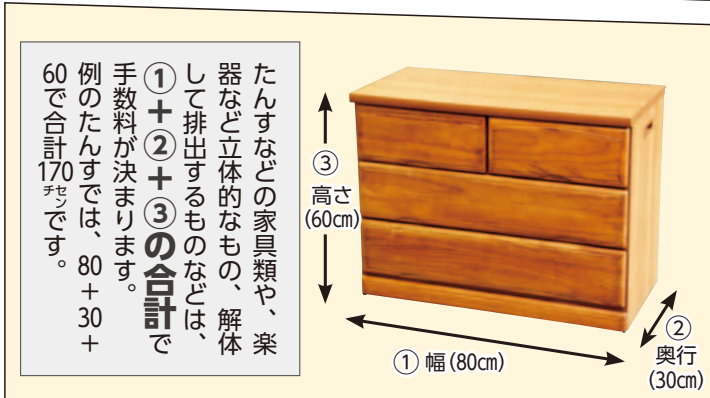 たんすなどの家具類や、楽
器など立体的なもの、解体
して排出するものなどは、
①＋②＋③の合計で
手数料が決まります。
例のたんすでは、80＋30＋
60で合計170㌢です。
③
高さ
(60㎝)
①幅(80㎝)
②
奥行
(30㎝)